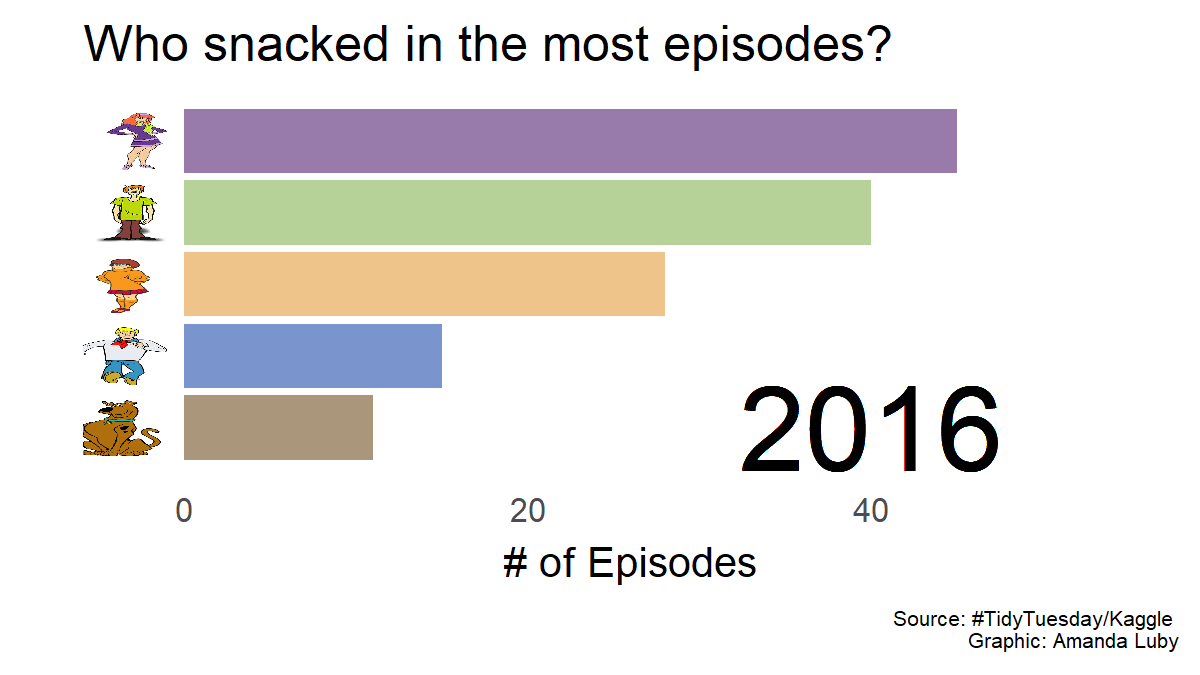 Who snacked in the most episodes?
2016
0 20 40
# of Episodes
Source: #TidyTuesday/Kaggle
Graphic: Amanda Luby